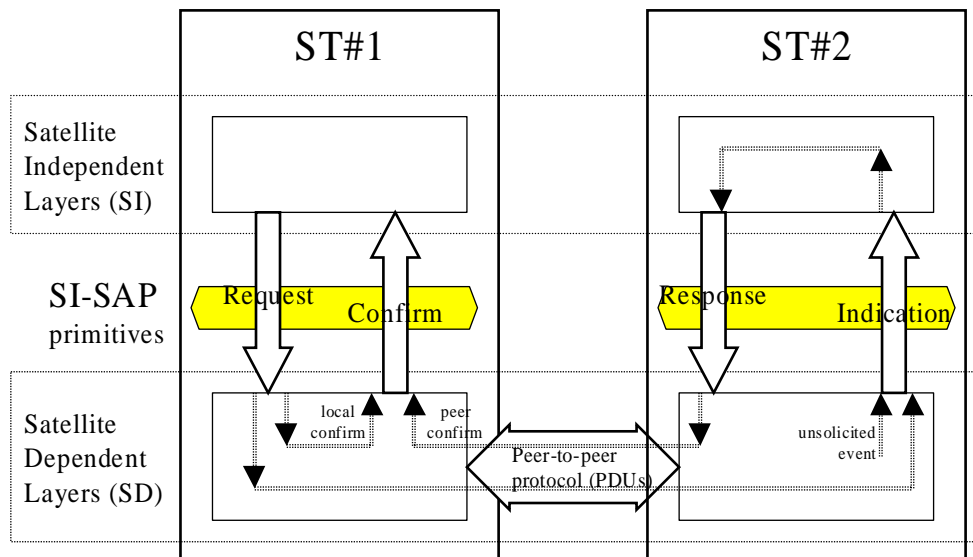 ST#1
ST#2
Satellite
Independent
Layers (SI)
SI-SAP
primitives
Request
Confirm
Response
Indication
Satellite
Dependent
Layers (SD)
local
confirm
peer
confirm
Peer-to-peer
protocol (PDUs)
unsolicited
event